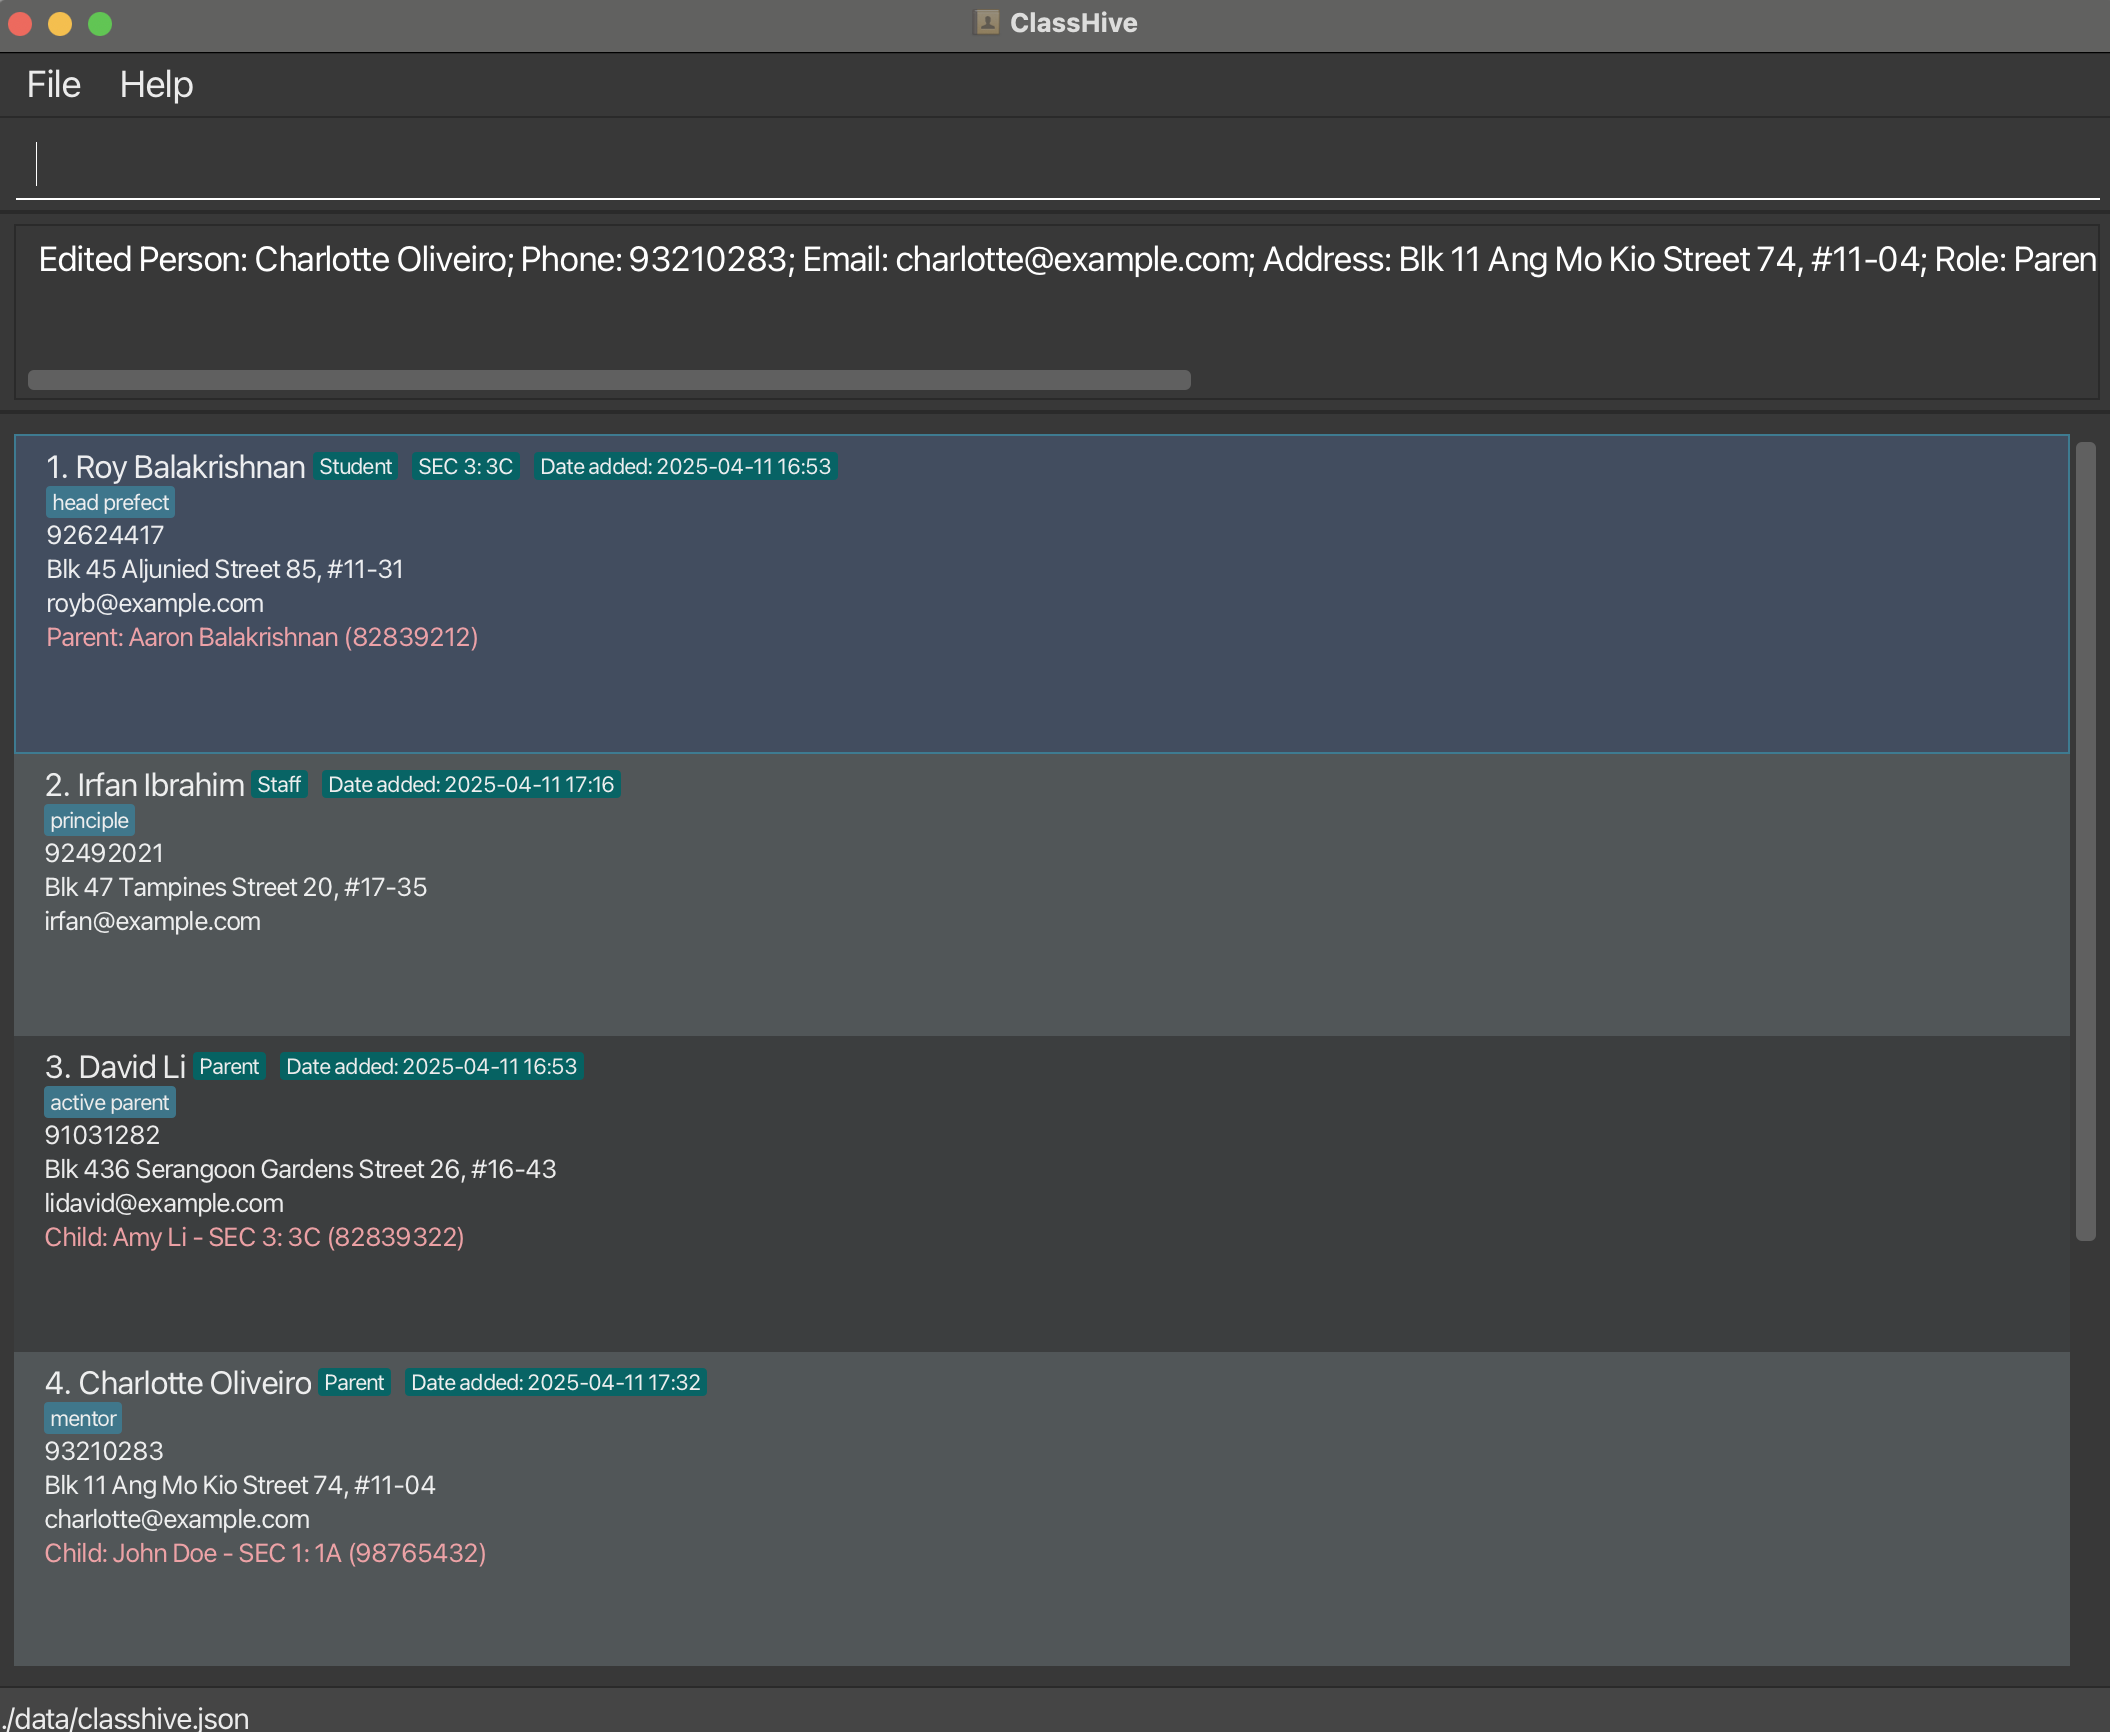 ClassHive
File Help
Edited Person: Charlotte Oliveiro; Phone: 93210283; Email: charlotte@example.com; Address: Blk 11 Ang Mo Kio Street 74, #11-04; Role: Paren
1. Roy Balakrishnan Student SEC 3: 3C Date added: 2025-04-11 16:53
head prefect
92624417
Blk 45 Aljunied Street 85, #11-31
royb@example.com
Parent: Aaron Balakrishnan (82839212)
2. Irfan Ibrahim Staff Date added: 2025-04-11 17:16
principle
92492021
Blk 47 Tampines Street 20, #17-35
irfan@example.com
3. David Li Parent Date added: 2025-04-11 16:53
active parent
91031282
Blk 436 Serangoon Gardens Street 26, #16-43
lidavid@example.com
Child: Amy Li - SEC 3: 3C (82839322)
4. Charlotte Oliveiro Parent Date added: 2025-04-11 17:32
mentor
93210283
Blk 11 Ang Mo Kio Street 74, #11-04
charlotte@example.com
Child: John Doe - SEC 1: 1A (98765432)
./data/classhive.json